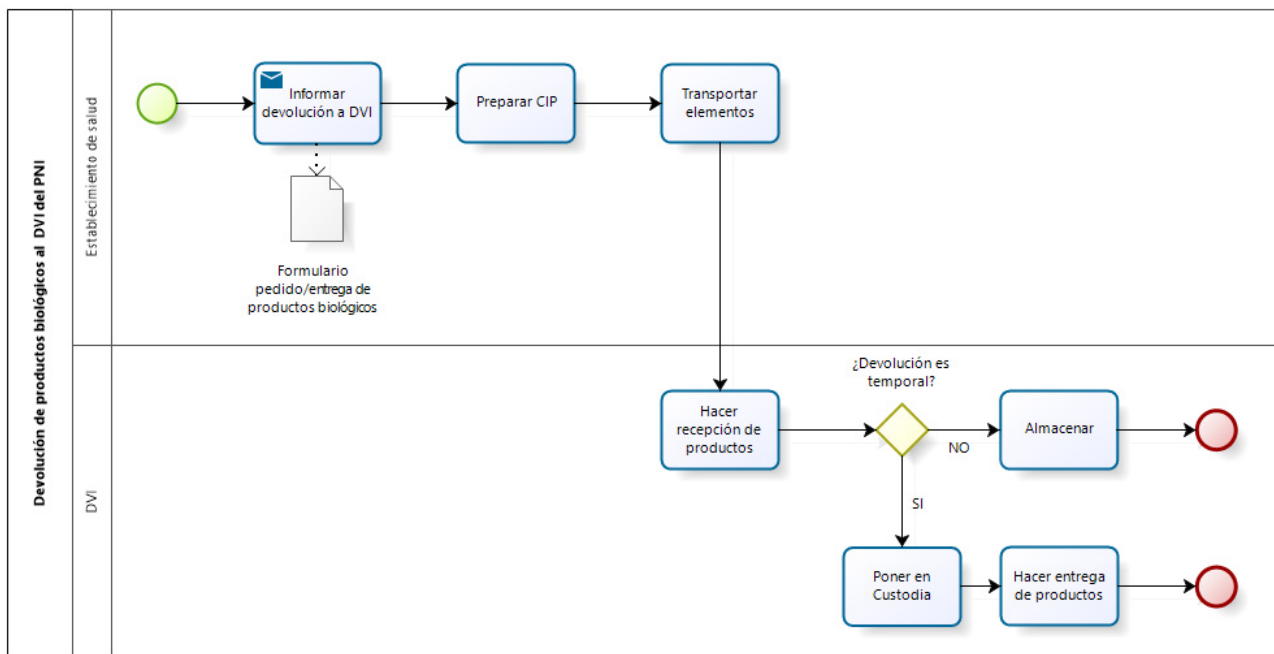 Devolución de productos biológicos al DVI del PNI
Establecimiento de salud
Informar
devolución a DVI
Preparar CIP
Transportar
elementos
Formulario
pedido/entrega de
productos biológicos
DVI
Hacer
recepción de
productos
¿Devolución es
temporal?
NO
Almacenar
SI
Poner en
Custodia
Hacer entrega
de productos